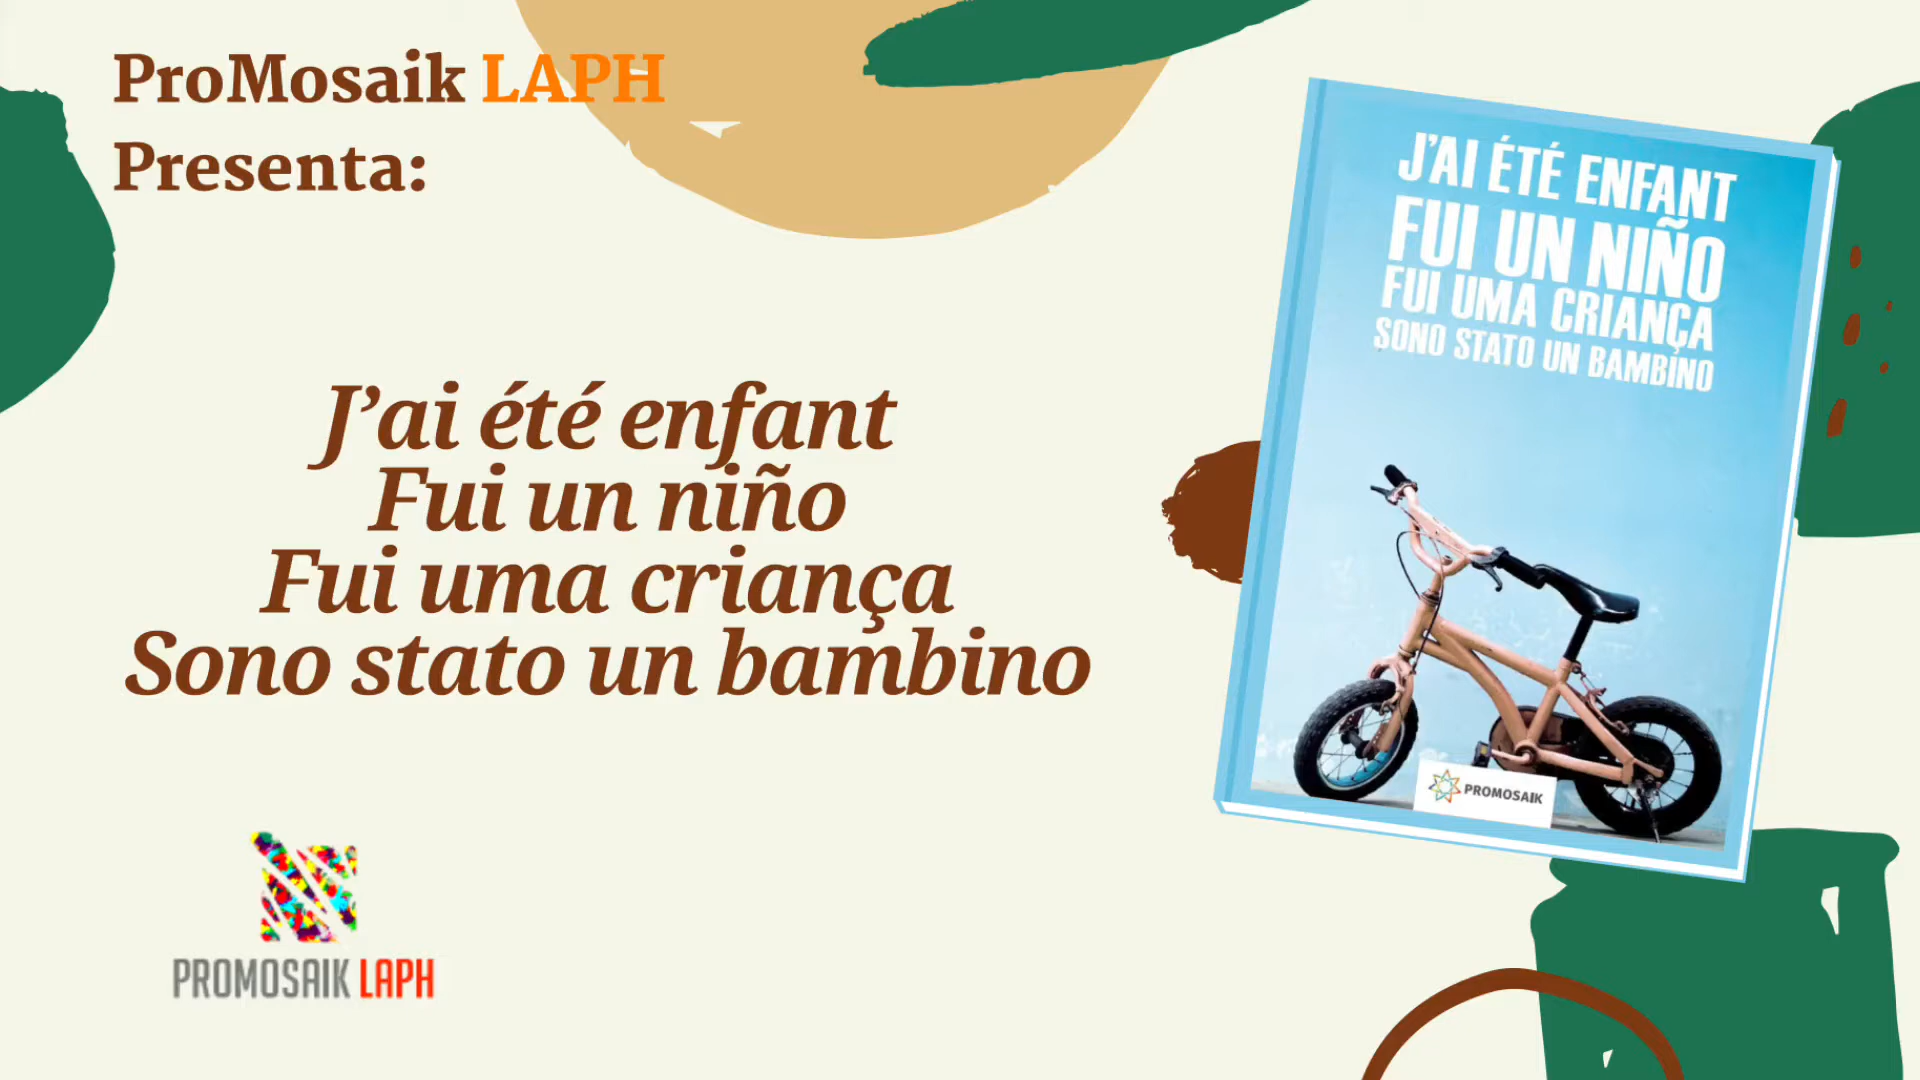 ProMosaik LAPH
Presenta:
J’ai été enfant
Fui un niño
Fui uma criança
Sono stato un bambino
PROMOSAIK LAPH
J’AI ÉTÉ ENFANT
FUI UN NIÑO
FUI UMA CRIANÇA
SONO STATO UN BAMBINO
PROMOSAIK